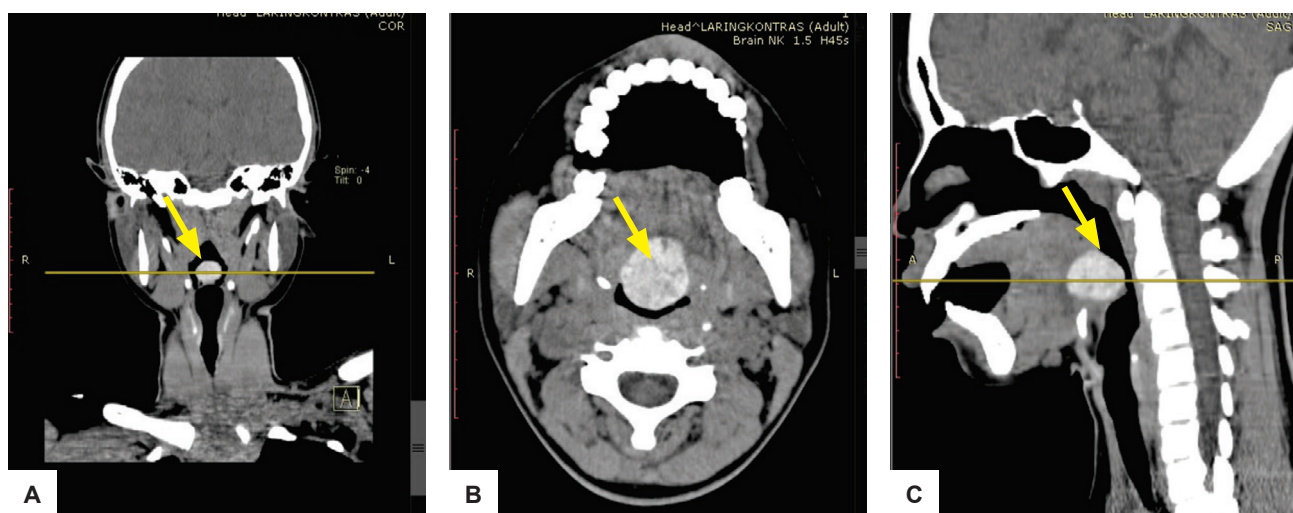 Head^LARINGKONTRAS (Adult)
COR
Spin: -4
Tilt: 0
R
L
A
A
1
Head^LARINGKONTRAS (Adult)
Brain NK 1.5 H45s
R
L
B
Head^LARINGKONTRAS (Adult)
SAG
A
P
C